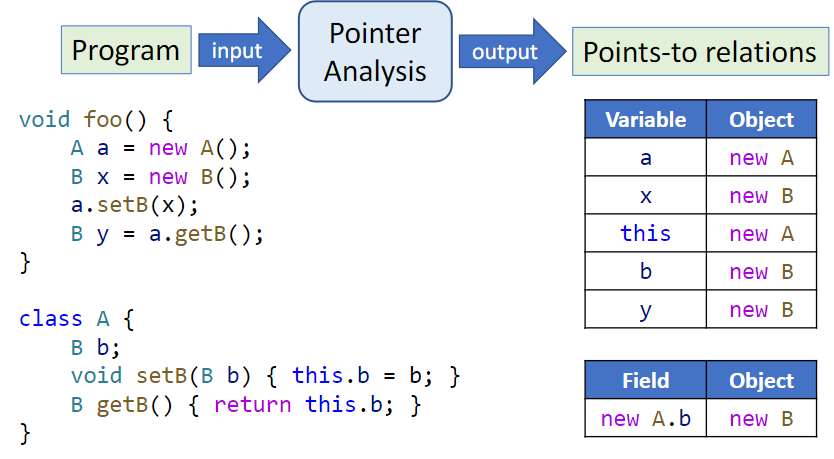 Program
input
Pointer
Analysis
output
Points-to relations
void foo() {
    A a = new A();
    B x = new B();
    a.setB(x);
    B y = a.getB();
}
class A {
    B b;
    void setB(B b) { this.b = b; }
    B getB() { return this.b; }
}
Variable Object
a new A
x new B
this new A
b new B
y new B
Field Object
new A.b new B